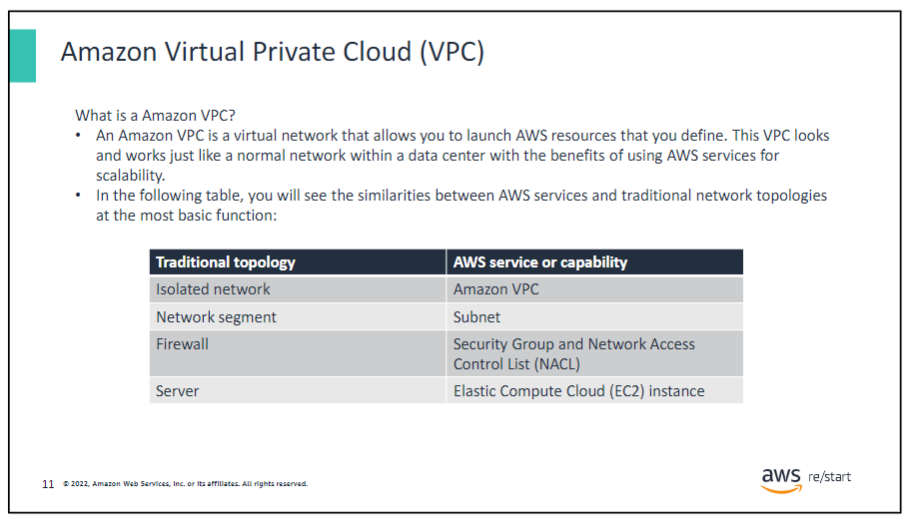 Amazon Virtual Private Cloud (VPC)
What is a Amazon VPC?
• An Amazon VPC is a virtual network that allows you to launch AWS resources that you define. This VPC looks
and works just like a normal network within a data center with the benefits of using AWS services for
scalability.
• In the following table, you will see the similarities between AWS services and traditional network topologies
at the most basic function:
Traditional topology AWS service or capability
Isolated network Amazon VPC
Network segment Subnet
Firewall Security Group and Network Access
Control List (NACL)
Server Elastic Compute Cloud (EC2) instance
11 © 2022, Amazon Web Services, Inc. or its affiliates. All rights reserved.
aws re/start